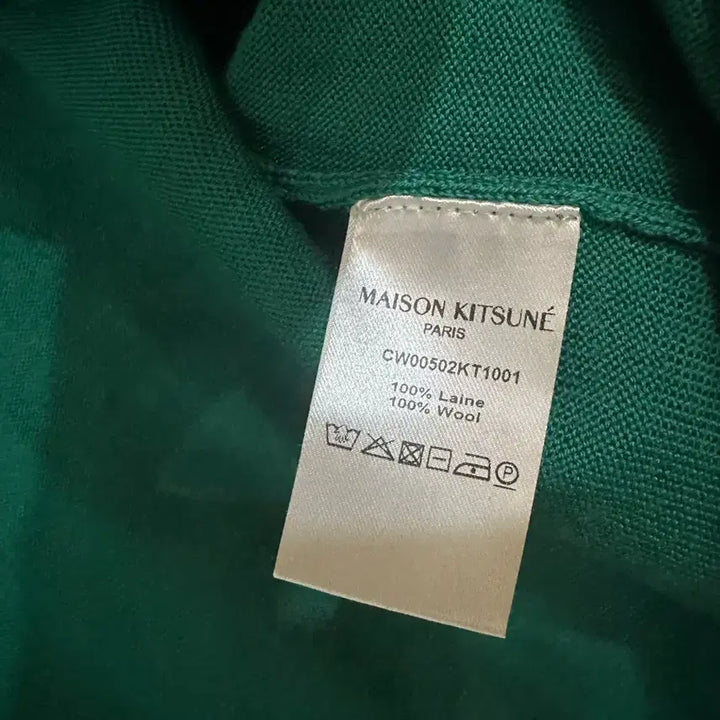 MAISON KITSUNÉ
PARIS
CW00502KT1001
100% Laine
100% Wool
P